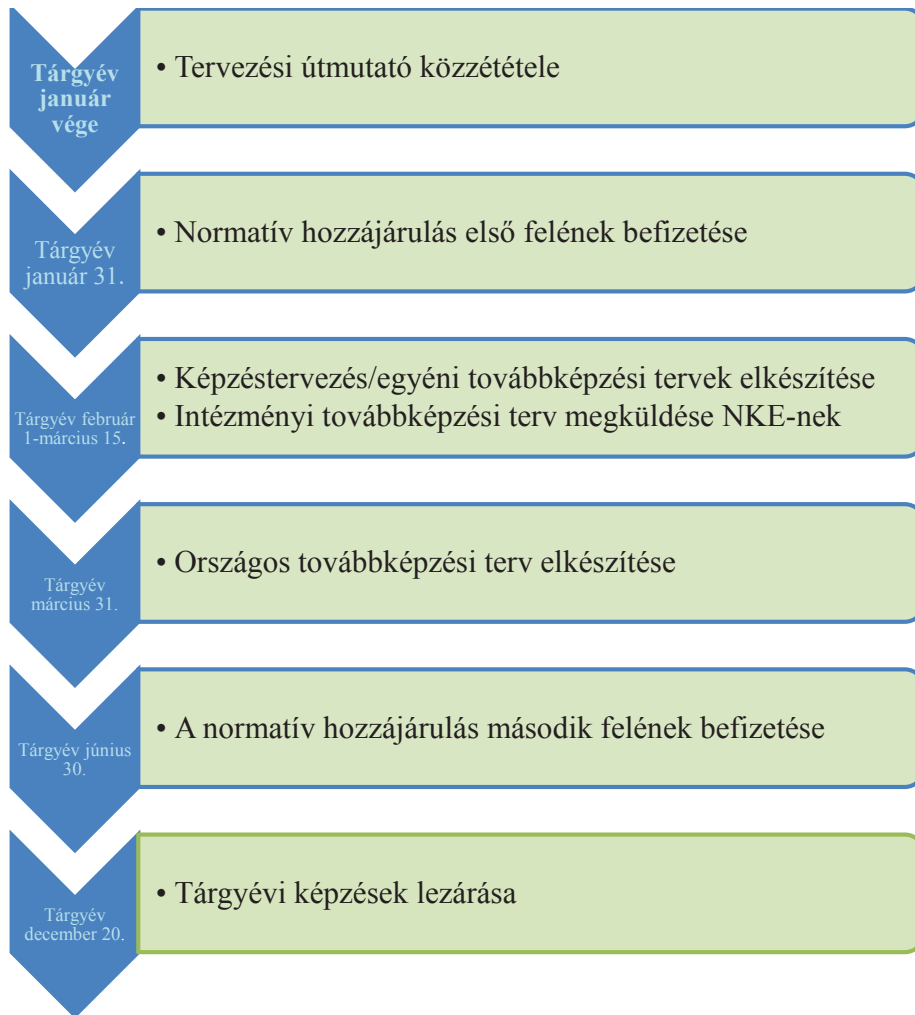 Tárgyév
január
vége
• Tervezési útmutató közzététele
Tárgyév
január 31.
• Normatív hozzájárulás első felének befizetése
Tárgyév február
1-március 15.
• Képzéstervezés/egyéni továbbképzési tervek elkészítése
• Intézményi továbbképzési terv megküldése NKE-nek
Tárgyév
március 31.
• Országos továbbképzési terv elkészítése
Tárgyév június
30.
• A normatív hozzájárulás második felének befizetése
Tárgyév
december 20.
• Tárgyévi képzések lezárása